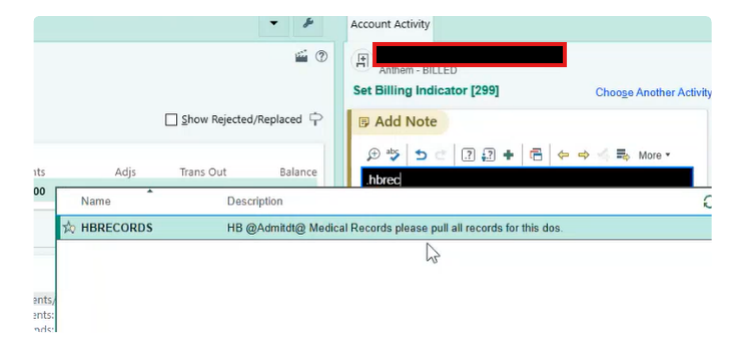 Account Activity
Anthem - BILLED
Set Billing Indicator [299]
Choose Another Activity
Show Rejected/Replaced
Add Note
More
nts Adjs Trans Out Balance
00
.hbrec
Name Description
HBRECORDS HB @Admitdt@ Medical Records please pull all records for this dos.
ents/
ents:
nds: